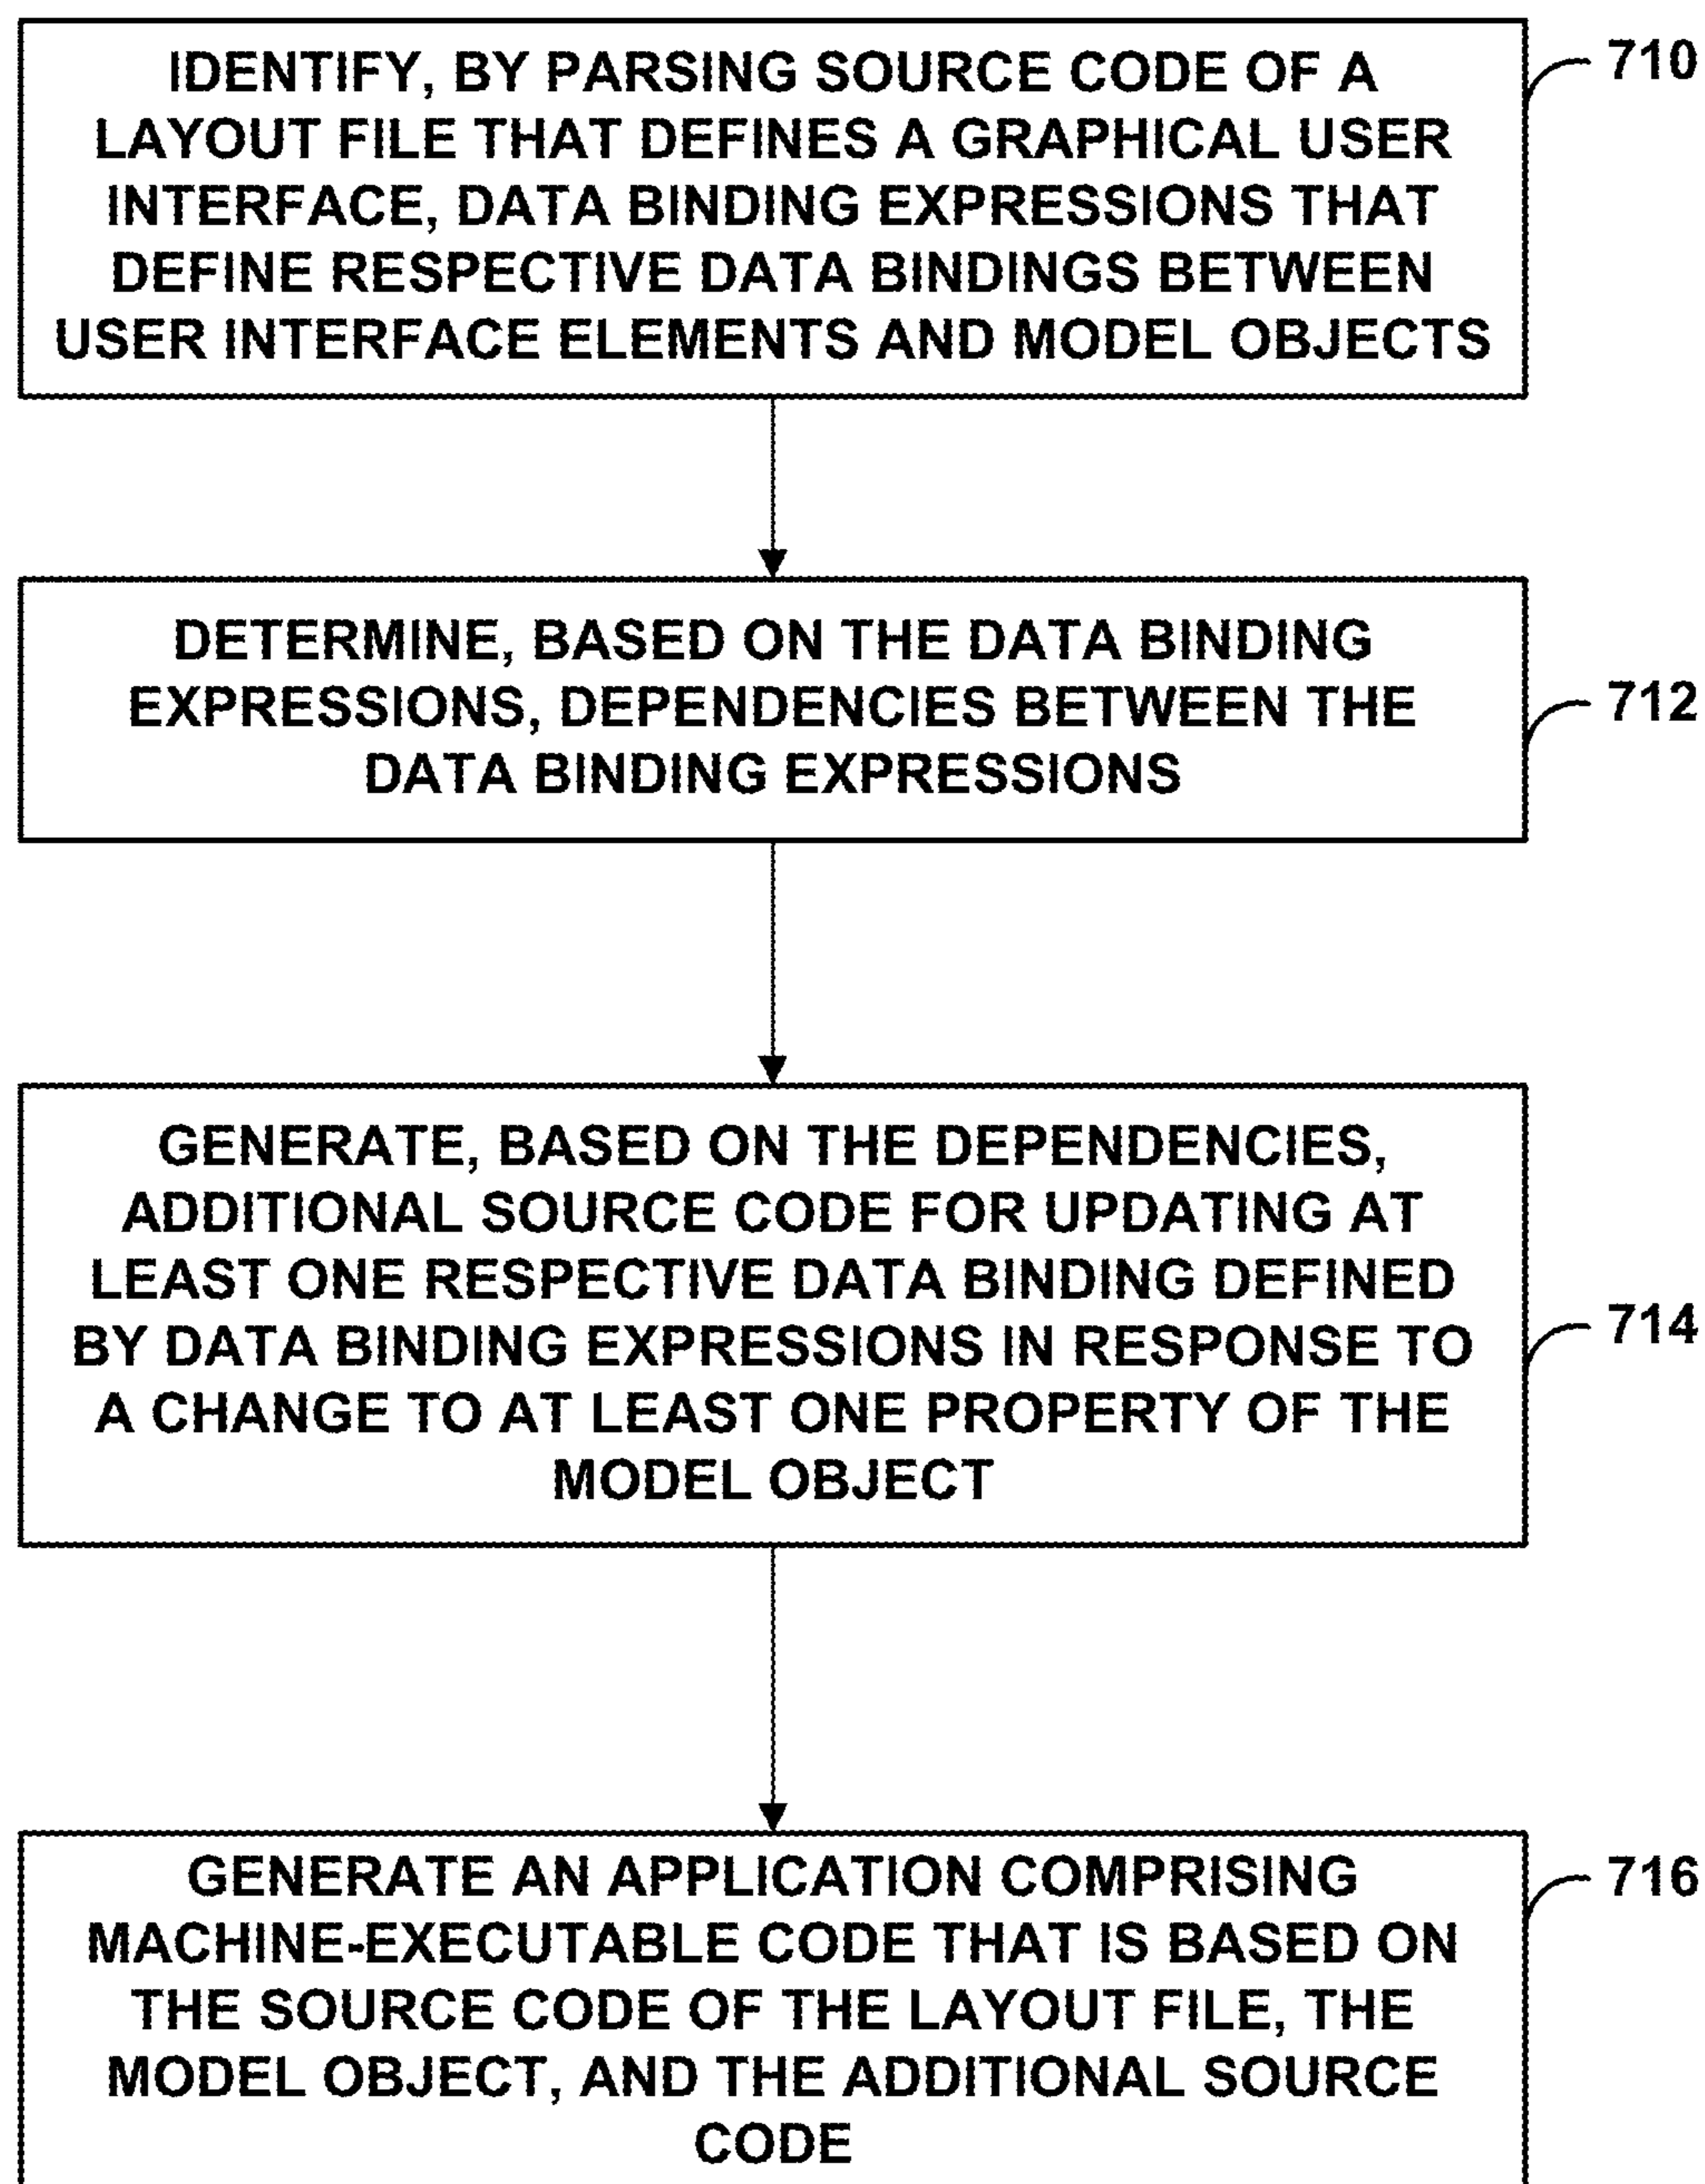 IDENTIFY, BY PARSING SOURCE CODE OF A
LAYOUT FILE THAT DEFINES A GRAPHICAL USER
INTERFACE, DATA BINDING EXPRESSIONS THAT
DEFINE RESPECTIVE DATA BINDINGS BETWEEN
USER INTERFACE ELEMENTS AND MODEL OBJECTS
710
DETERMINE, BASED ON THE DATA BINDING
EXPRESSIONS, DEPENDENCIES BETWEEN THE
DATA BINDING EXPRESSIONS
712
GENERATE, BASED ON THE DEPENDENCIES,
ADDITIONAL SOURCE CODE FOR UPDATING AT
LEAST ONE RESPECTIVE DATA BINDING DEFINED
BY DATA BINDING EXPRESSIONS IN RESPONSE TO
A CHANGE TO AT LEAST ONE PROPERTY OF THE
MODEL OBJECT
714
GENERATE AN APPLICATION COMPRISING
MACHINE-EXECUTABLE CODE THAT IS BASED ON
THE SOURCE CODE OF THE LAYOUT FILE, THE
MODEL OBJECT, AND THE ADDITIONAL SOURCE
CODE
716